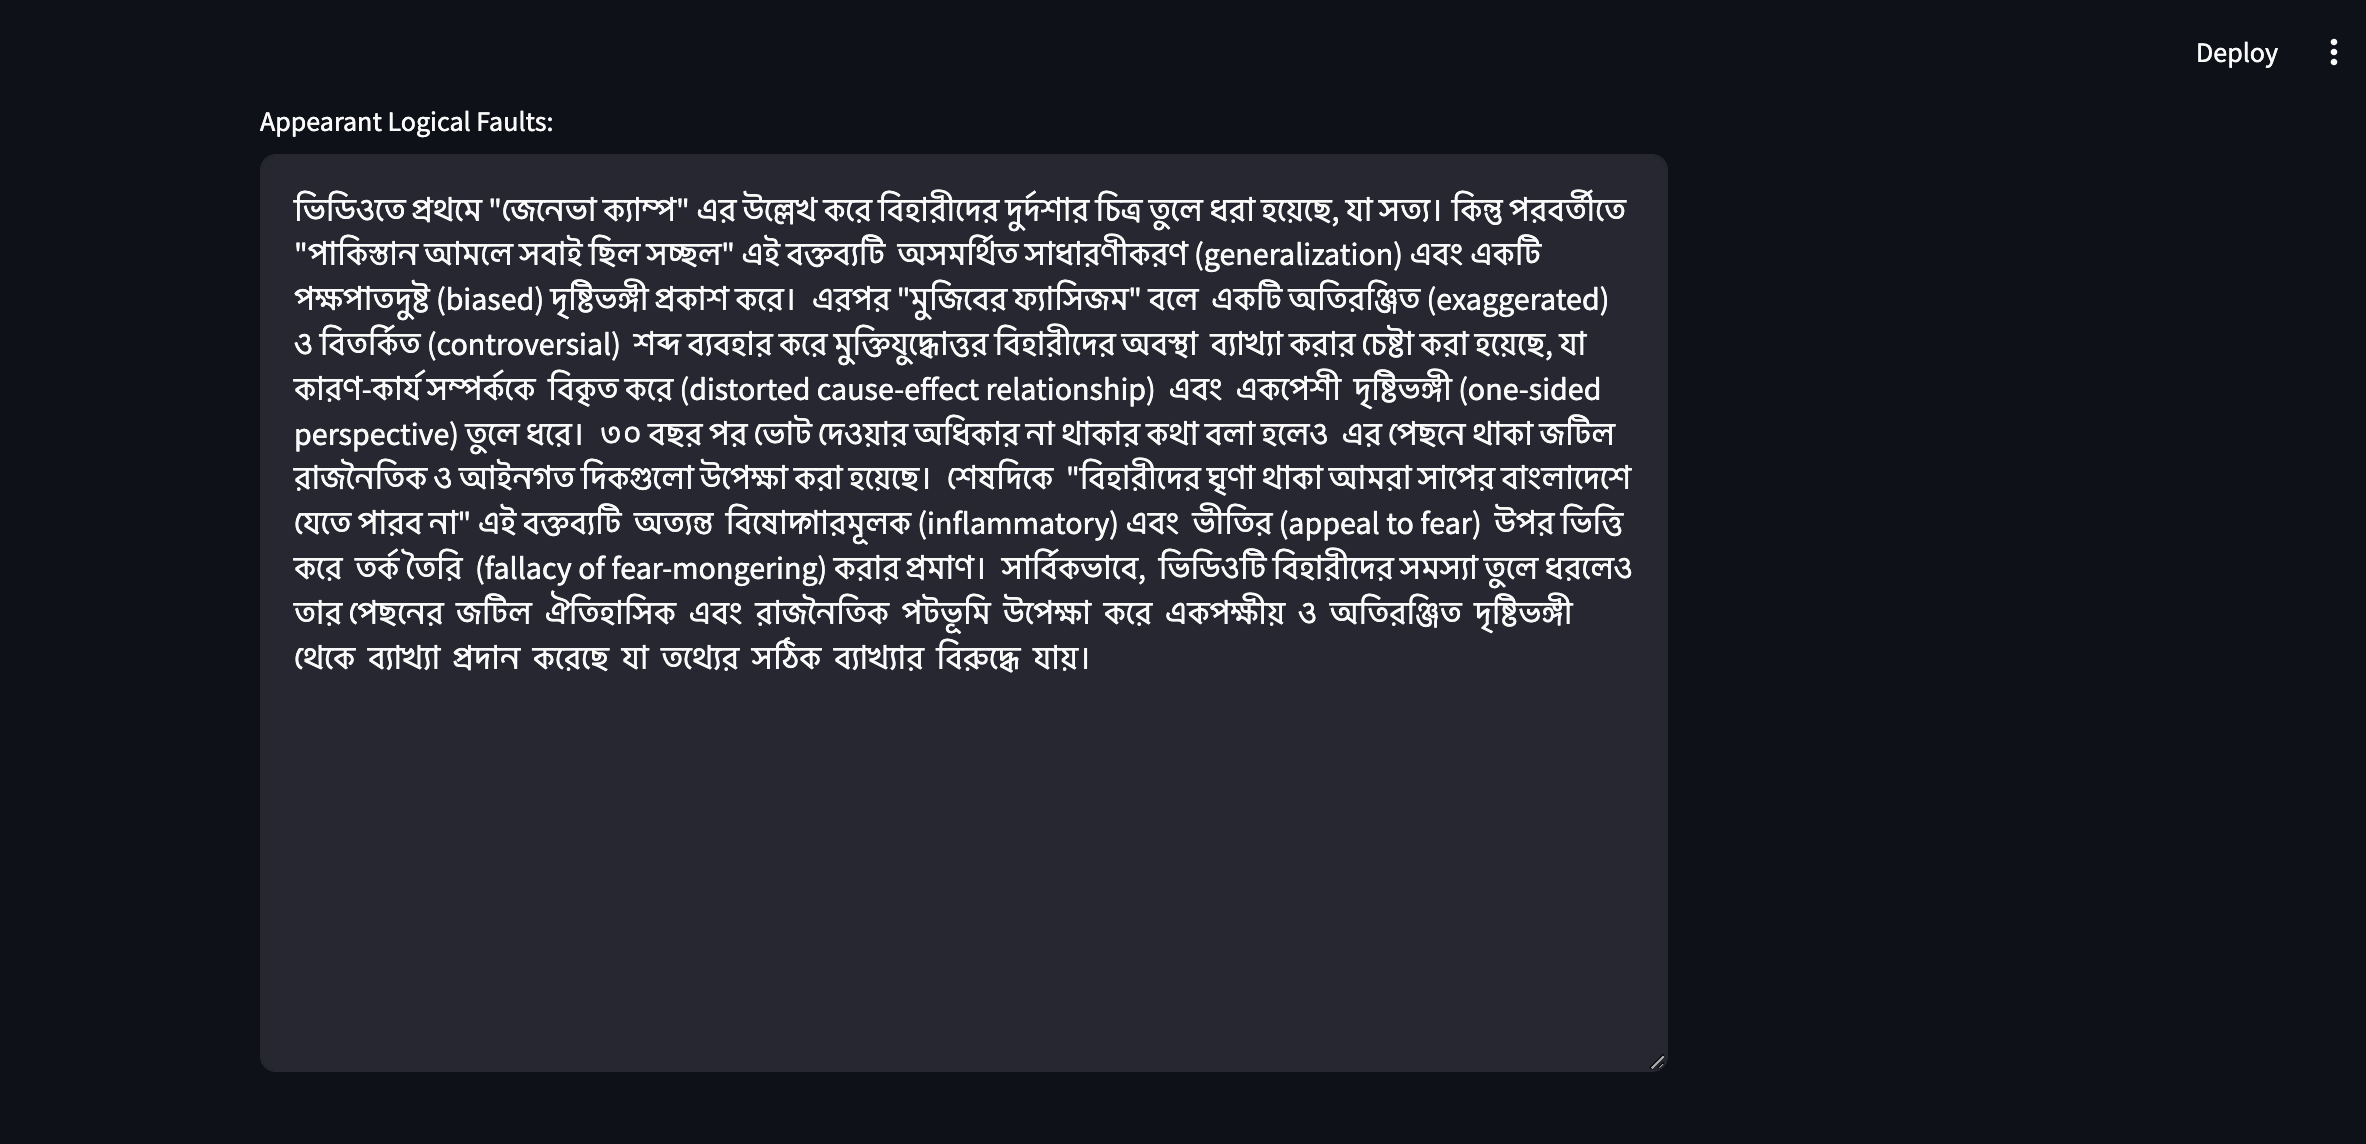 Deploy
Appearant Logical Faults:
ভিডিওতে প্রথমে "জেনেভা ক্যাম্প" এর উল্লেখ করে বিহারীদের দুর্দশার চিত্র তুলে ধরা হয়েছে, যা সত্য। কিন্তু পরবর্তীতে
"পাকিস্তান আমলে সবাই ছিল সচ্ছল" এই বক্তব্যটি অসমর্থিত সাধারণীকরণ (generalization) এবং একটি
পক্ষপাতদুষ্ট (biased) দৃষ্টিভঙ্গী প্রকাশ করে। এরপর "মুজিবের ফ্যাসিজম" বলে একটি অতিরঞ্জিত (exaggerated)
ও বিতর্কিত (controversial) শব্দ ব্যবহার করে মুক্তিযুদ্ধোত্তর বিহারীদের অবস্থা ব্যাখ্যা করার চেষ্টা করা হয়েছে, যা
কারণ-কার্য সম্পর্ককে বিকৃত করে (distorted cause-effect relationship) এবং একপেশী দৃষ্টিভঙ্গী (one-sided
perspective) তুলে ধরে। ৩০ বছর পর ভোট দেওয়ার অধিকার না থাকার কথা বলা হলেও এর পেছনে থাকা জটিল
রাজনৈতিক ও আইনগত দিকগুলো উপেক্ষা করা হয়েছে। শেষদিকে "বিহারীদের ঘৃণা থাকা আমরা সাপের বাংলাদেশে
যেতে পারব না" এই বক্তব্যটি অত্যন্ত বিষোদ্গারমূলক (inflammatory) এবং ভীতির (appeal to fear) উপর ভিত্তি
করে তর্ক তৈরি (fallacy of fear-mongering) করার প্রমাণ। সার্বিকভাবে, ভিডিওটি বিহারীদের সমস্যা তুলে ধরলেও
তার পেছনের জটিল ঐতিহাসিক এবং রাজনৈতিক পটভূমি উপেক্ষা করে একপক্ষীয় ও অতিরঞ্জিত দৃষ্টিভঙ্গী
থেকে ব্যাখ্যা প্রদান করেছে যা তথ্যের সঠিক ব্যাখ্যার বিরুদ্ধে যায়।